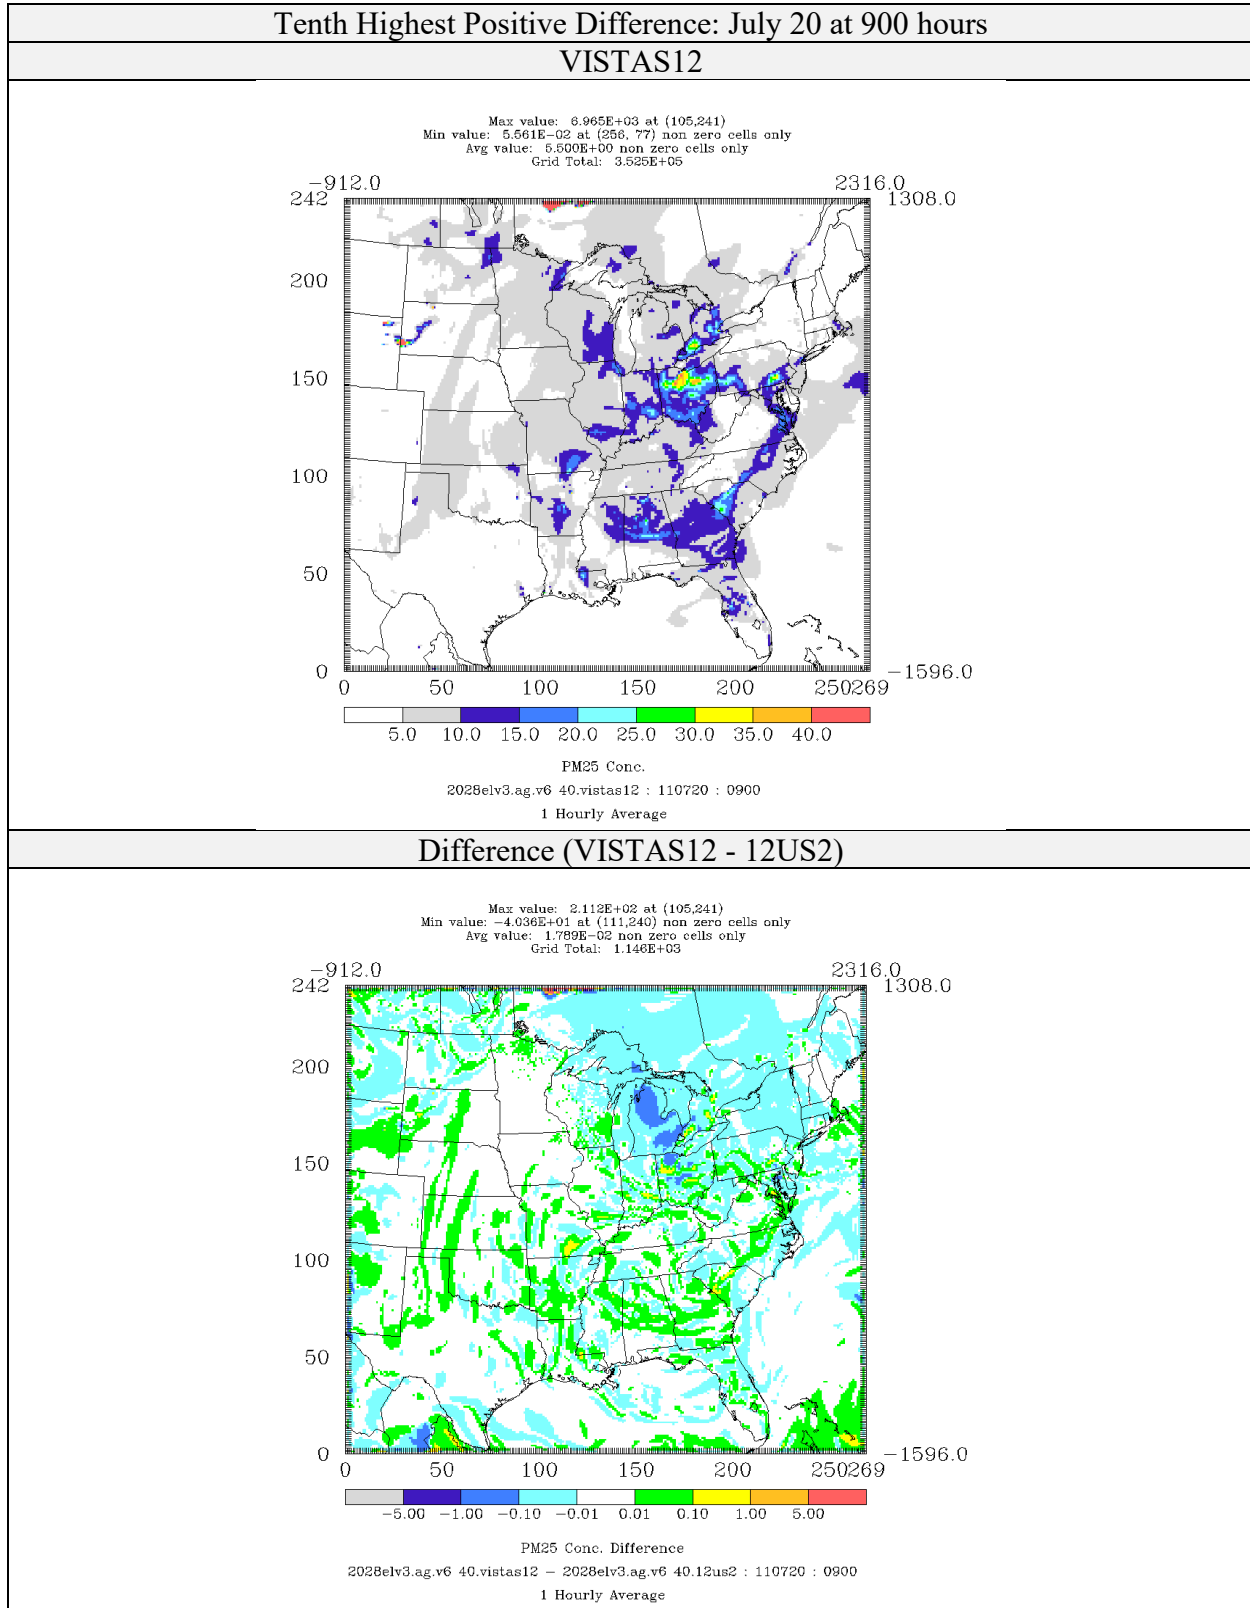 Tenth Highest Positive Difference: July 20 at 900 hours
VISTAS12
Max value: 6.965E+03 at (105,241)
Min value: 5.561E−02 at (256, 77) non zero cells only
Avg value: 5.500E+00 non zero cells only
Grid Total: 3.525E+05
−912.0 2316.0
242 1308.0
200
150
100
50
0 −1596.0
0 50 100 150 200 250269
5.0 10.0 15.0 20.0 25.0 30.0 35.0 40.0
PM25 Conc.
2028elv3.ag.v6 40.vistas12 : 110720 : 0900
1 Hourly Average
Difference (VISTAS12 - 12US2)
Max value: 2.112E+02 at (105,241)
Min value: −4.036E+01 at (111,240) non zero cells only
Avg value: 1.789E−02 non zero cells only
Grid Total: 1.146E+03
−912.0 2316.0
242 1308.0
200
150
100
50
0 −1596.0
0 50 100 150 200 250269
−5.00 −1.00 −0.10 −0.01 0.01 0.10 1.00 5.00
PM25 Conc. Difference
2028elv3.ag.v6 40.vistas12 − 2028elv3.ag.v6 40.12us2 : 110720 : 0900
1 Hourly Average